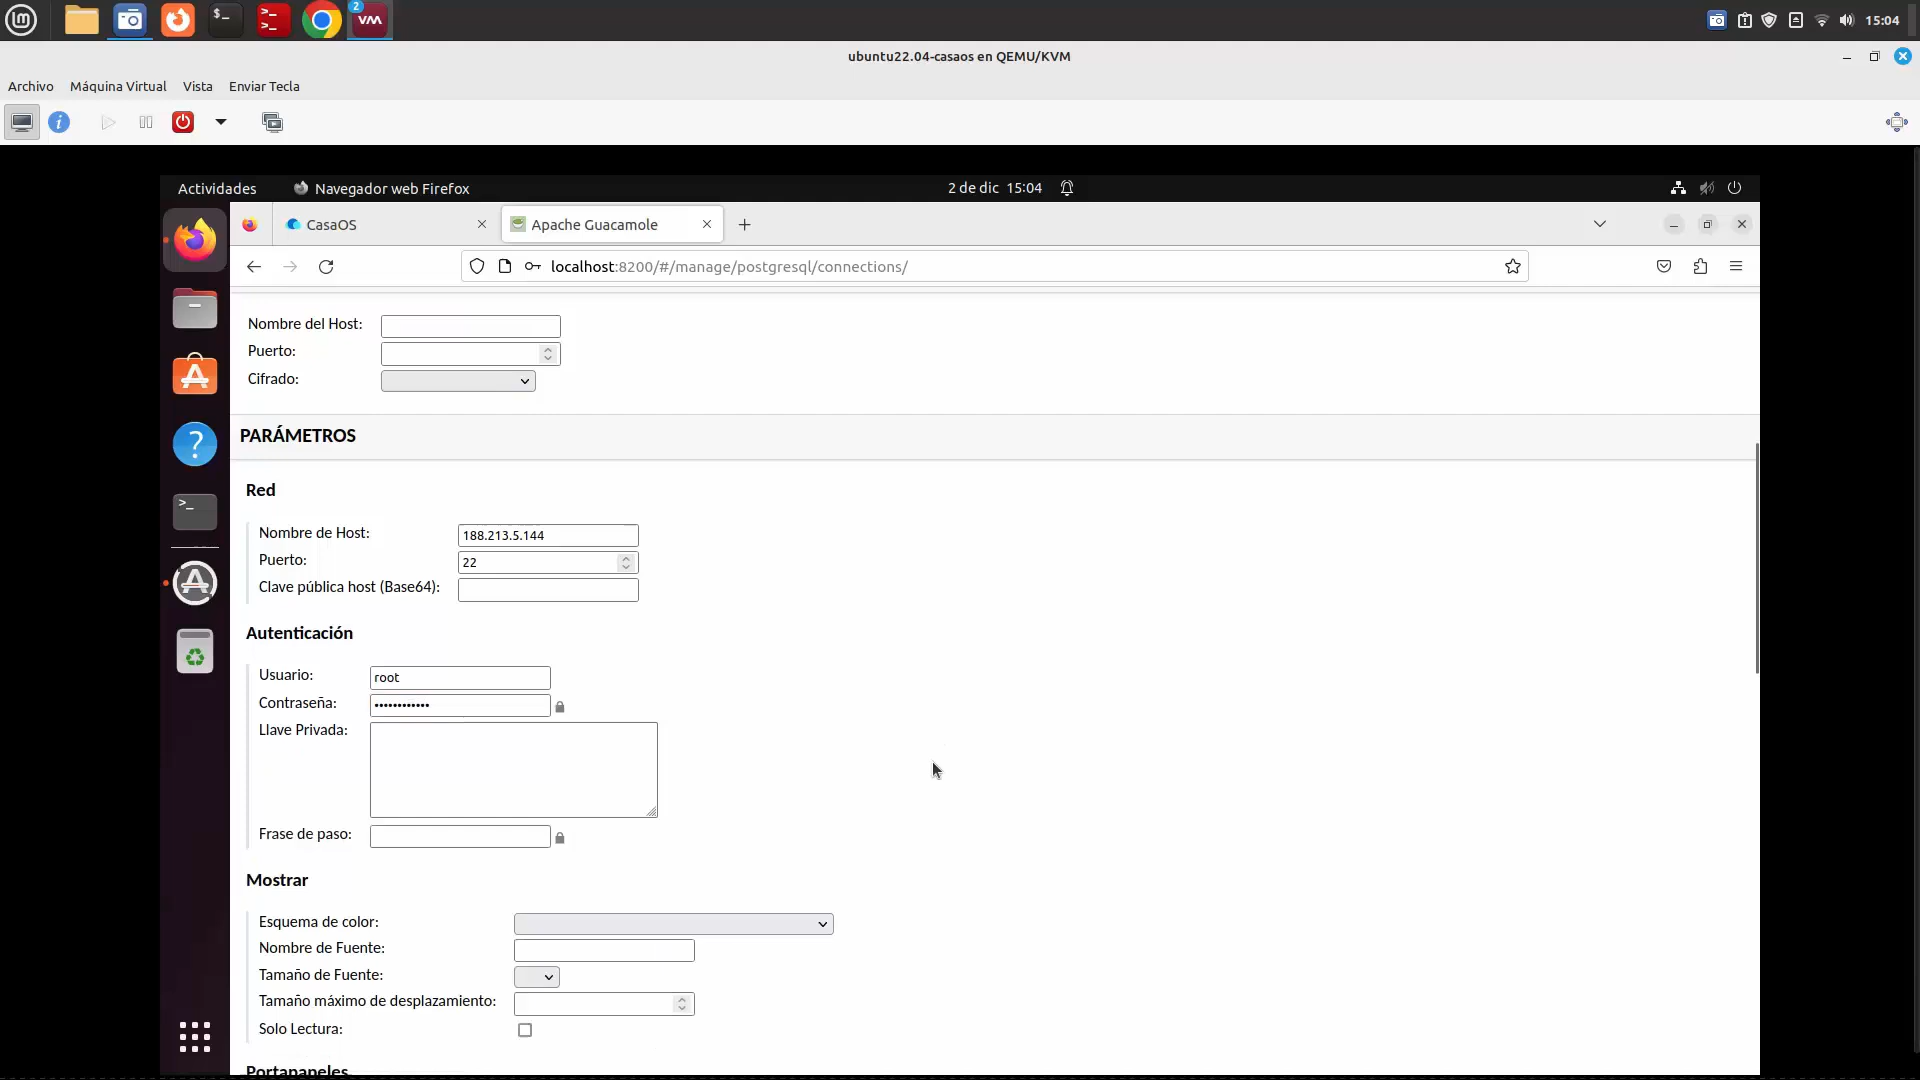 2
VM
15:04
ubuntu22.04-casaos en QEMU/KVM
Archivo Máquina Virtual Vista Enviar Tecla
Actividades Navegador web Firefox 2 de dic 15:04
CasaOS Apache Guacamole
localhost:8200/#/manage/postgresql/connections/
Nombre del Host:
Puerto:
Cifrado:
PARÁMETROS
Red
Nombre de Host: 188.213.5.144
Puerto: 22
Clave pública host (Base64):
Autenticación
Usuario: root
Contraseña: ••••••••••••
Llave Privada:
Frase de paso:
Mostrar
Esquema de color:
Nombre de Fuente:
Tamaño de Fuente:
Tamaño máximo de desplazamiento:
Solo Lectura:
Portapapeles